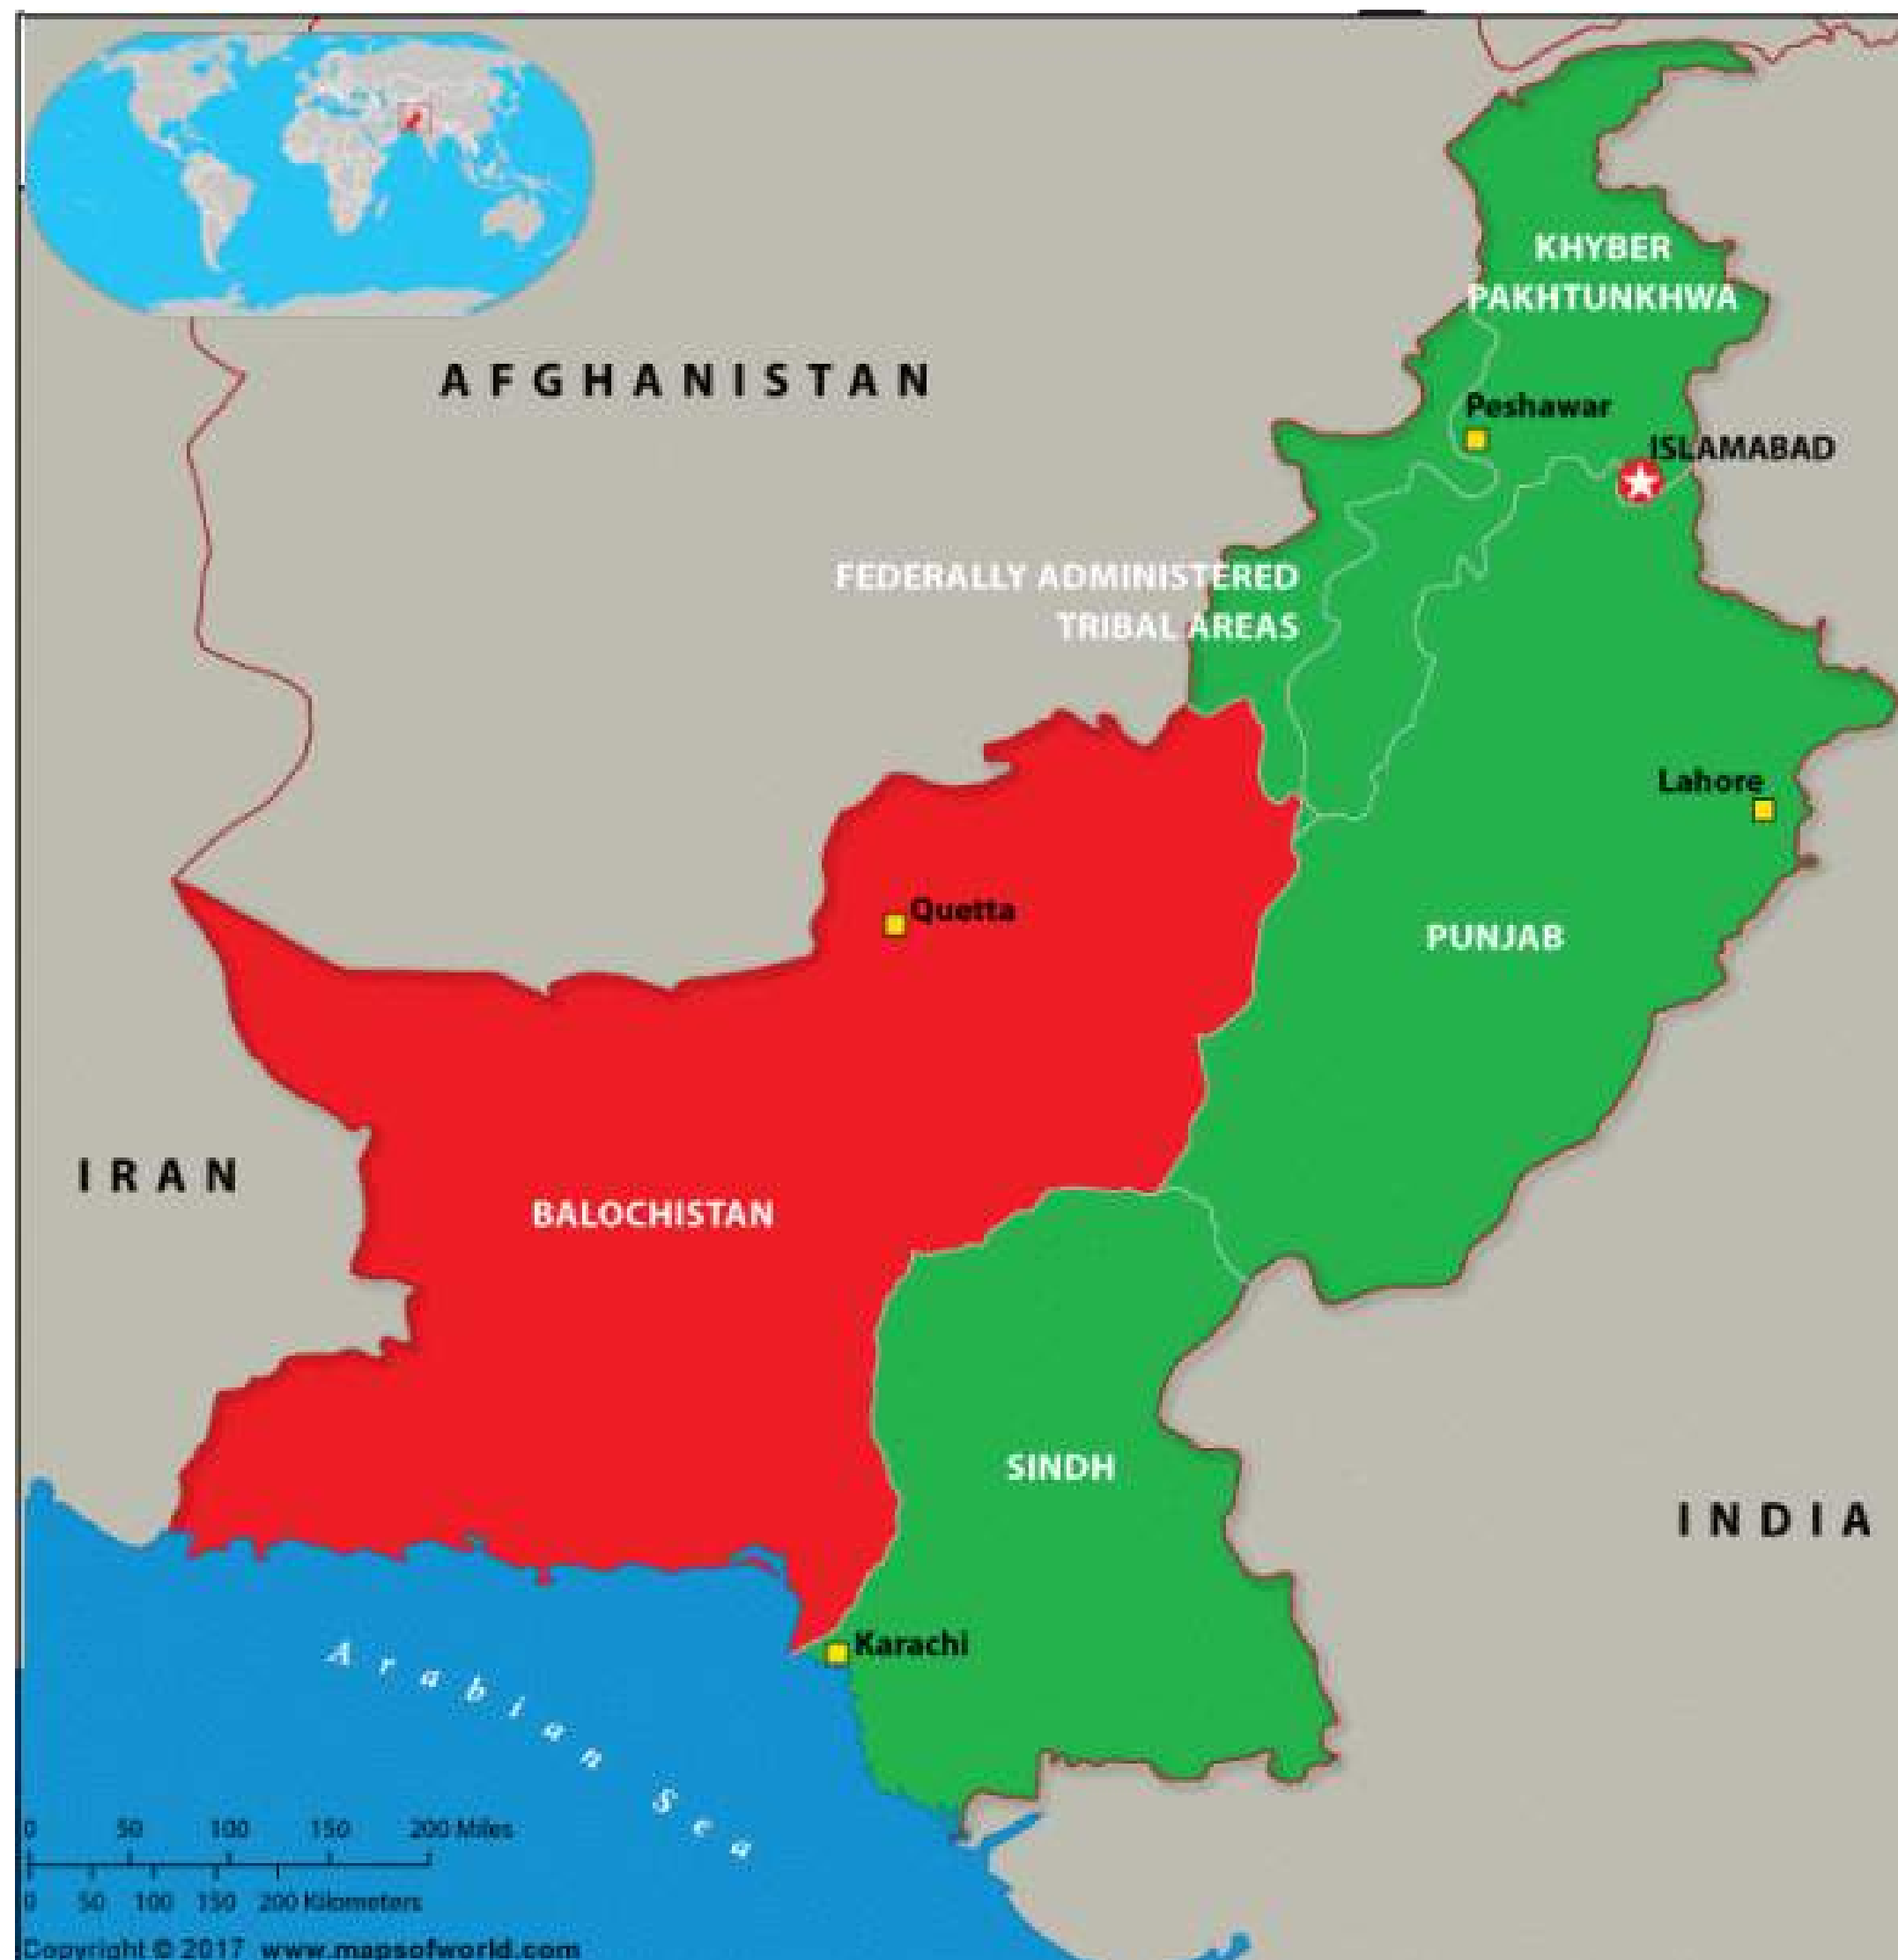 KHYBER
PAKHTUNKHWA
AFGHANISTAN
Peshawar
ISLAMABAD
FEDERALLY ADMINISTERED
TRIBAL AREAS
Lahore
Quetta
PUNJAB
IRAN
BALOCHISTAN
SINDH
INDIA
Karachi
Arabian Sea
0 50 100 150 200 Miles
0 50 100 150 200 Kilometers
Copyright © 2017 www.mapsofworld.com